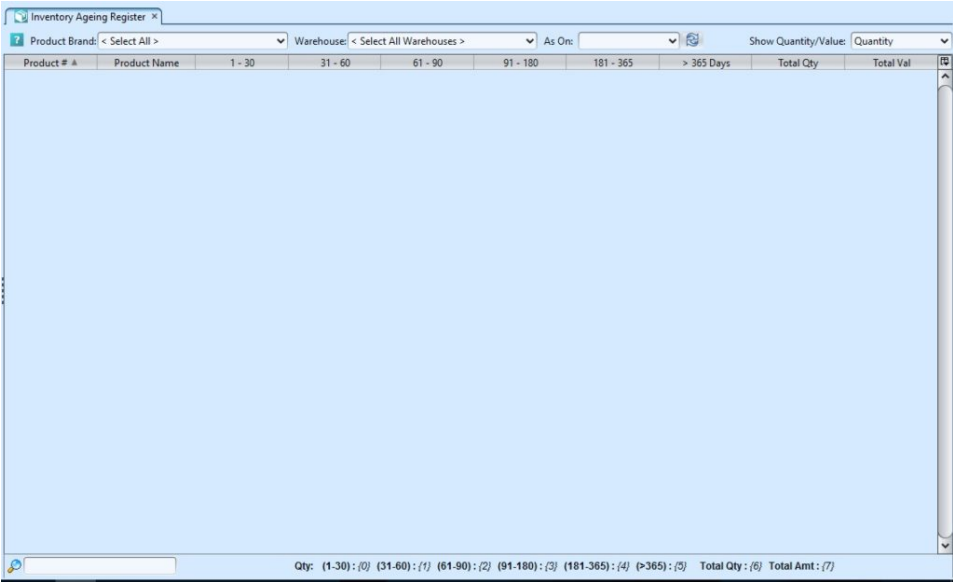 Inventory Ageing Register ×
? Product Brand: < Select All > Warehouse: < Select All Warehouses > As On: Show Quantity/Value: Quantity
Product # Product Name 1 - 30 31 - 60 61 - 90 91 - 180 181 - 365 > 365 Days Total Qty Total Val
Qty: (1-30) : {0} (31-60) : {1} (61-90) : {2} (91-180) : {3} (181-365) : {4} (>365) : {5} Total Qty : {6} Total Amt : {7}